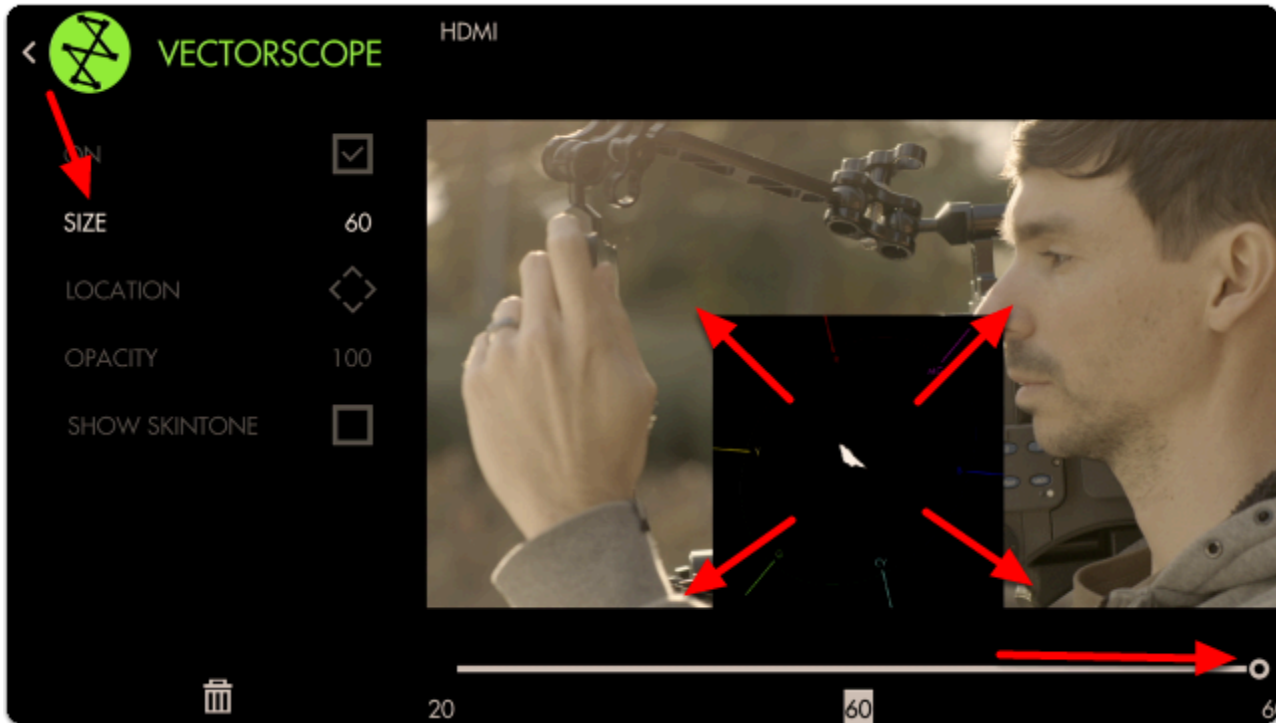 VECTORSCOPE
HDMI
ON
SIZE 60
LOCATION
OPACITY 100
SHOW SKINTONE
20 60